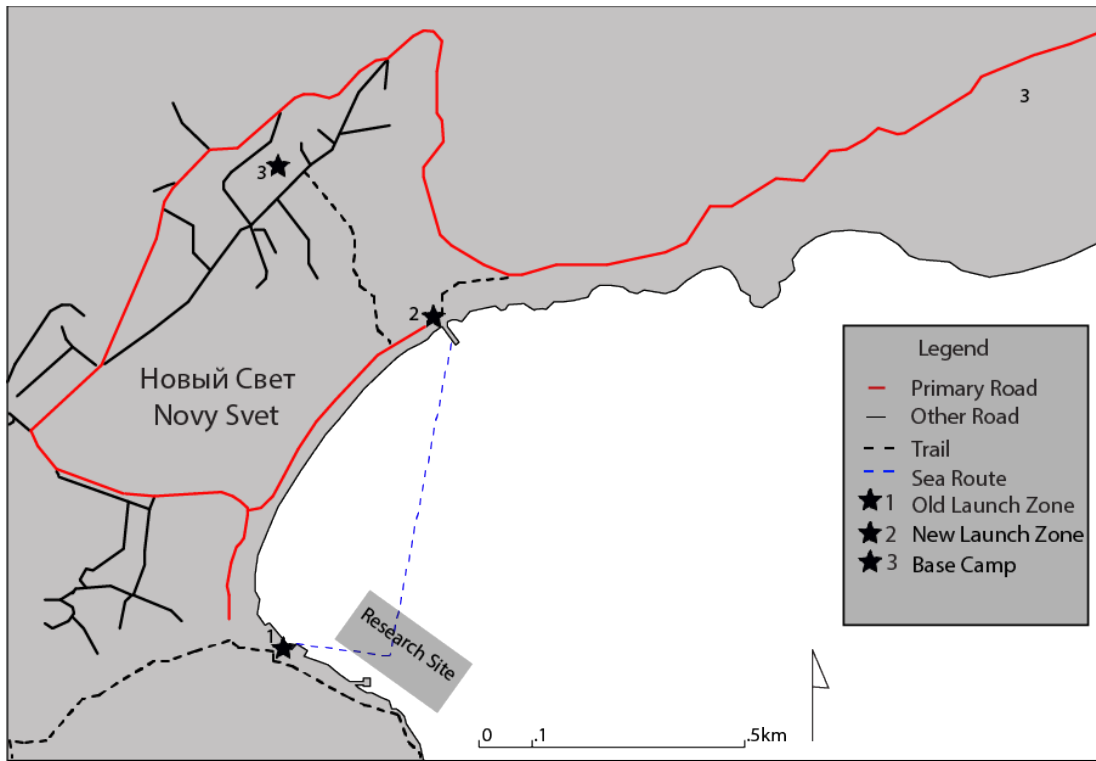 3
3
2
Новый Свет
Novy Svet
Legend
Primary Road
Other Road
Trail
Sea Route
1 Old Launch Zone
2 New Launch Zone
3 Base Camp
Research Site
1
0 .1 .5km